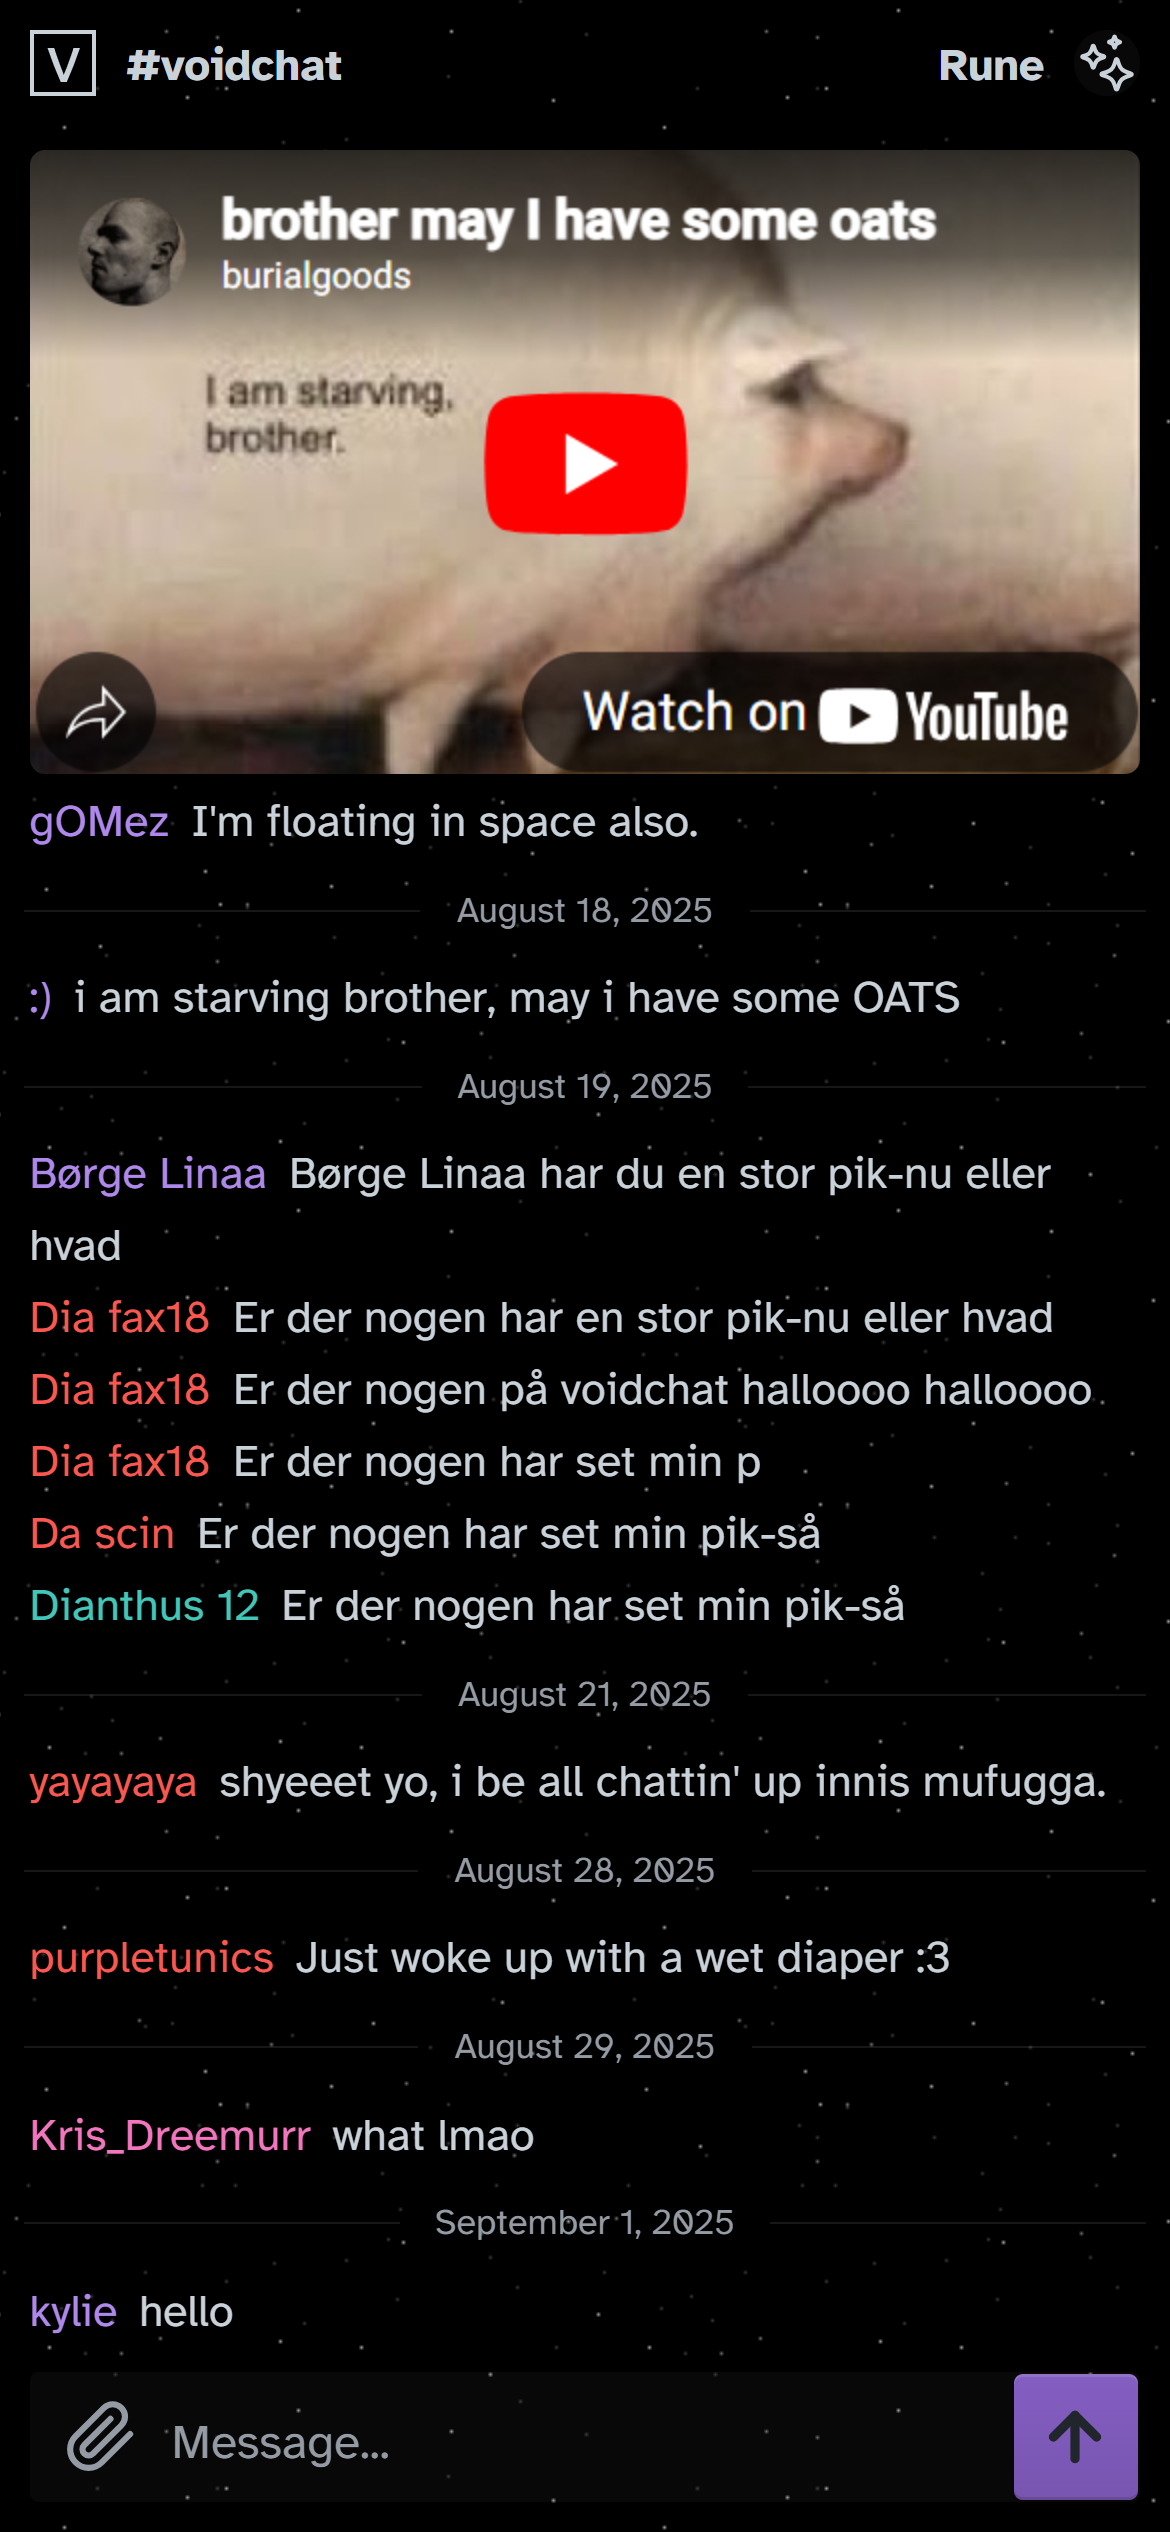 V #voidchat Rune
brother may I have some oats
burialgoods
I am starving,
brother.
Watch on YouTube
gOMez I'm floating in space also.
August 18, 2025
:) i am starving brother, may i have some OATS
August 19, 2025
Børge Linaa Børge Linaa har du en stor pik-nu eller
hvad
Dia fax18 Er der nogen har en stor pik-nu eller hvad
Dia fax18 Er der nogen på voidchat halloooo halloooo
Dia fax18 Er der nogen har set min p
Da scin Er der nogen har set min pik-så
Dianthus 12 Er der nogen har set min pik-så
August 21, 2025
yayayaya shyeeet yo, i be all chattin' up innis mufugga.
August 28, 2025
purpletunics Just woke up with a wet diaper :3
August 29, 2025
Kris_Dreemurr what lmao
September 1, 2025
kylie hello
Message...